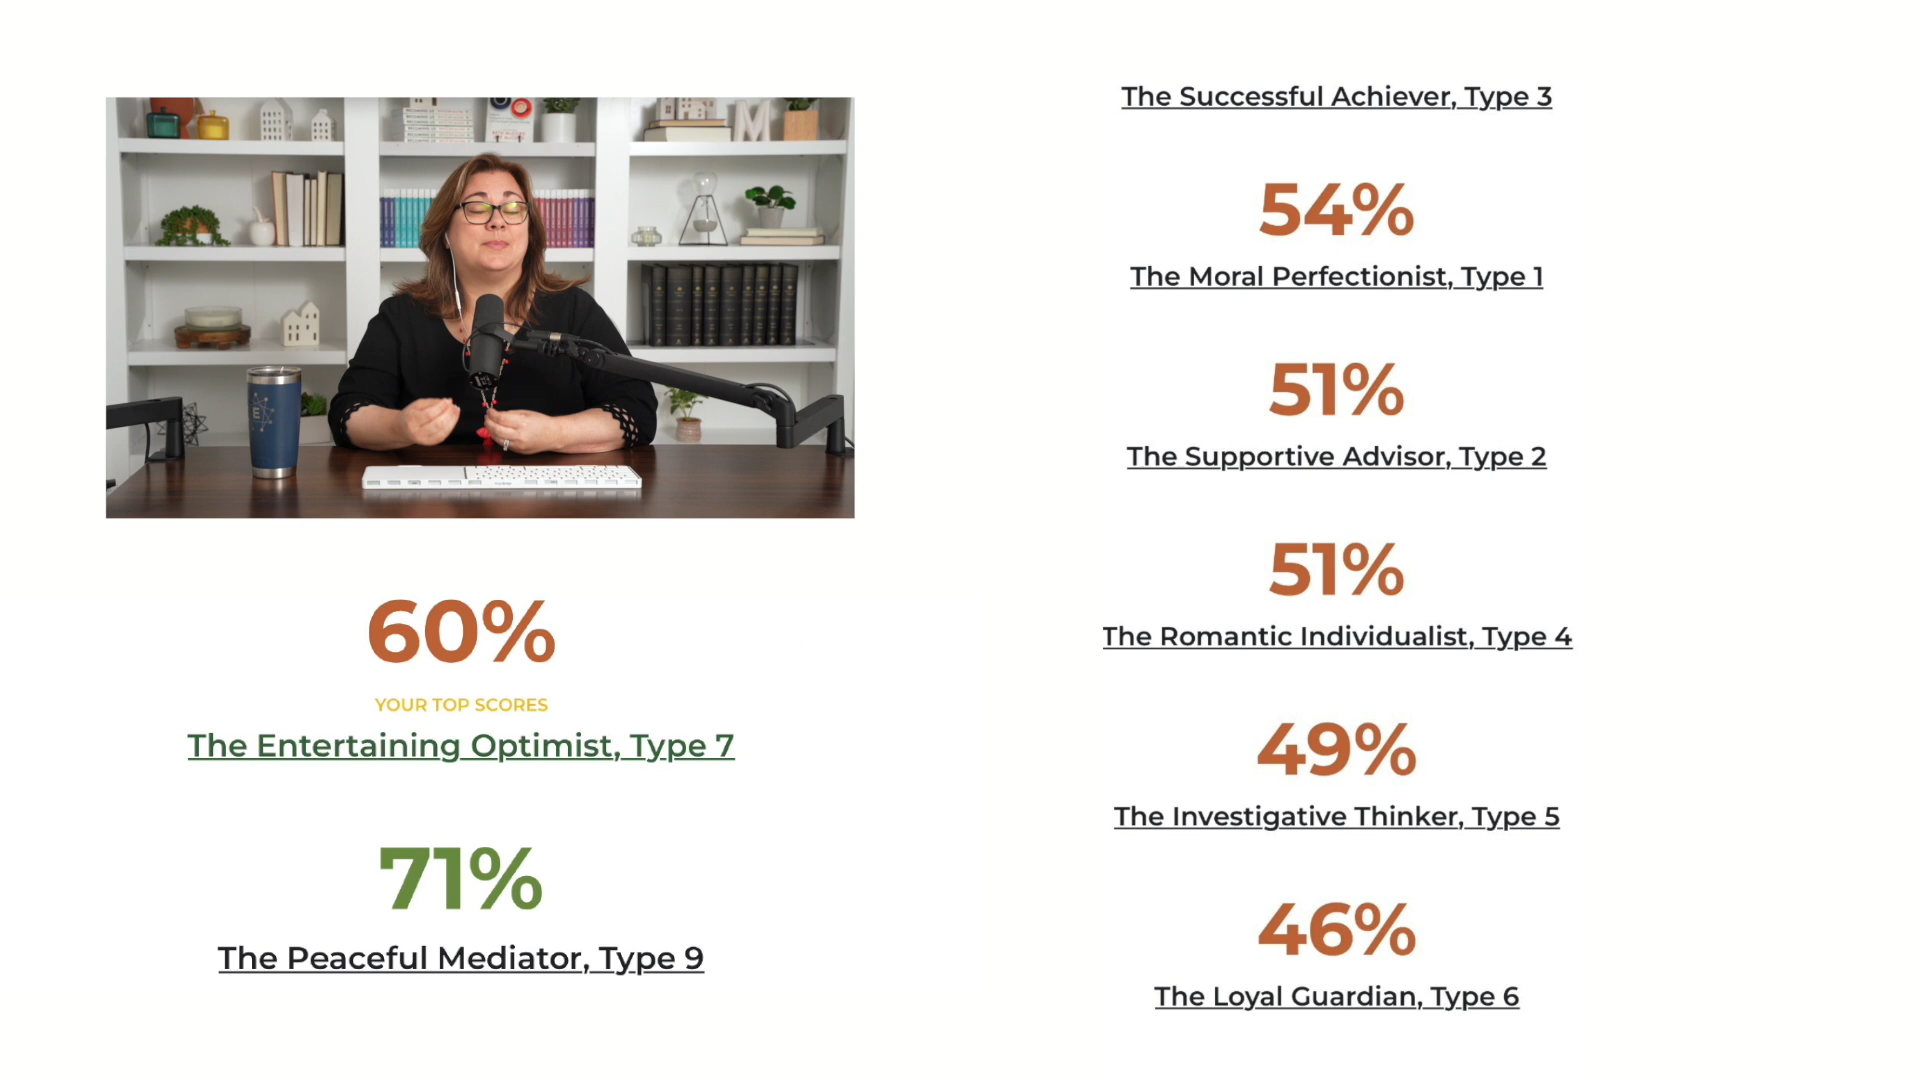 60%
YOUR TOP SCORES
The Entertaining Optimist, Type 7
71%
The Peaceful Mediator, Type 9
The Successful Achiever, Type 3
54%
The Moral Perfectionist, Type 1
51%
The Supportive Advisor, Type 2
51%
The Romantic Individualist, Type 4
49%
The Investigative Thinker, Type 5
46%
The Loyal Guardian, Type 6